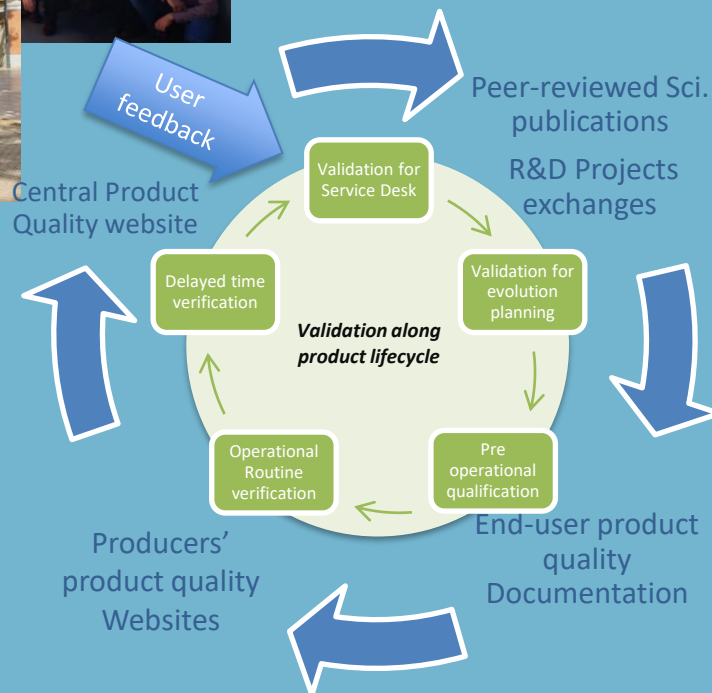 User
feedback
Peer-reviewed Sci.
publications
R&D Projects
exchanges
Central Product
Quality website
Validation for
Service Desk
Delayed time
verification
Validation for
evolution
planning
Validation along
product lifecycle
Operational
Routine
verification
Pre
operational
qualification
End-user product
quality
Documentation
Producers’
product quality
Websites